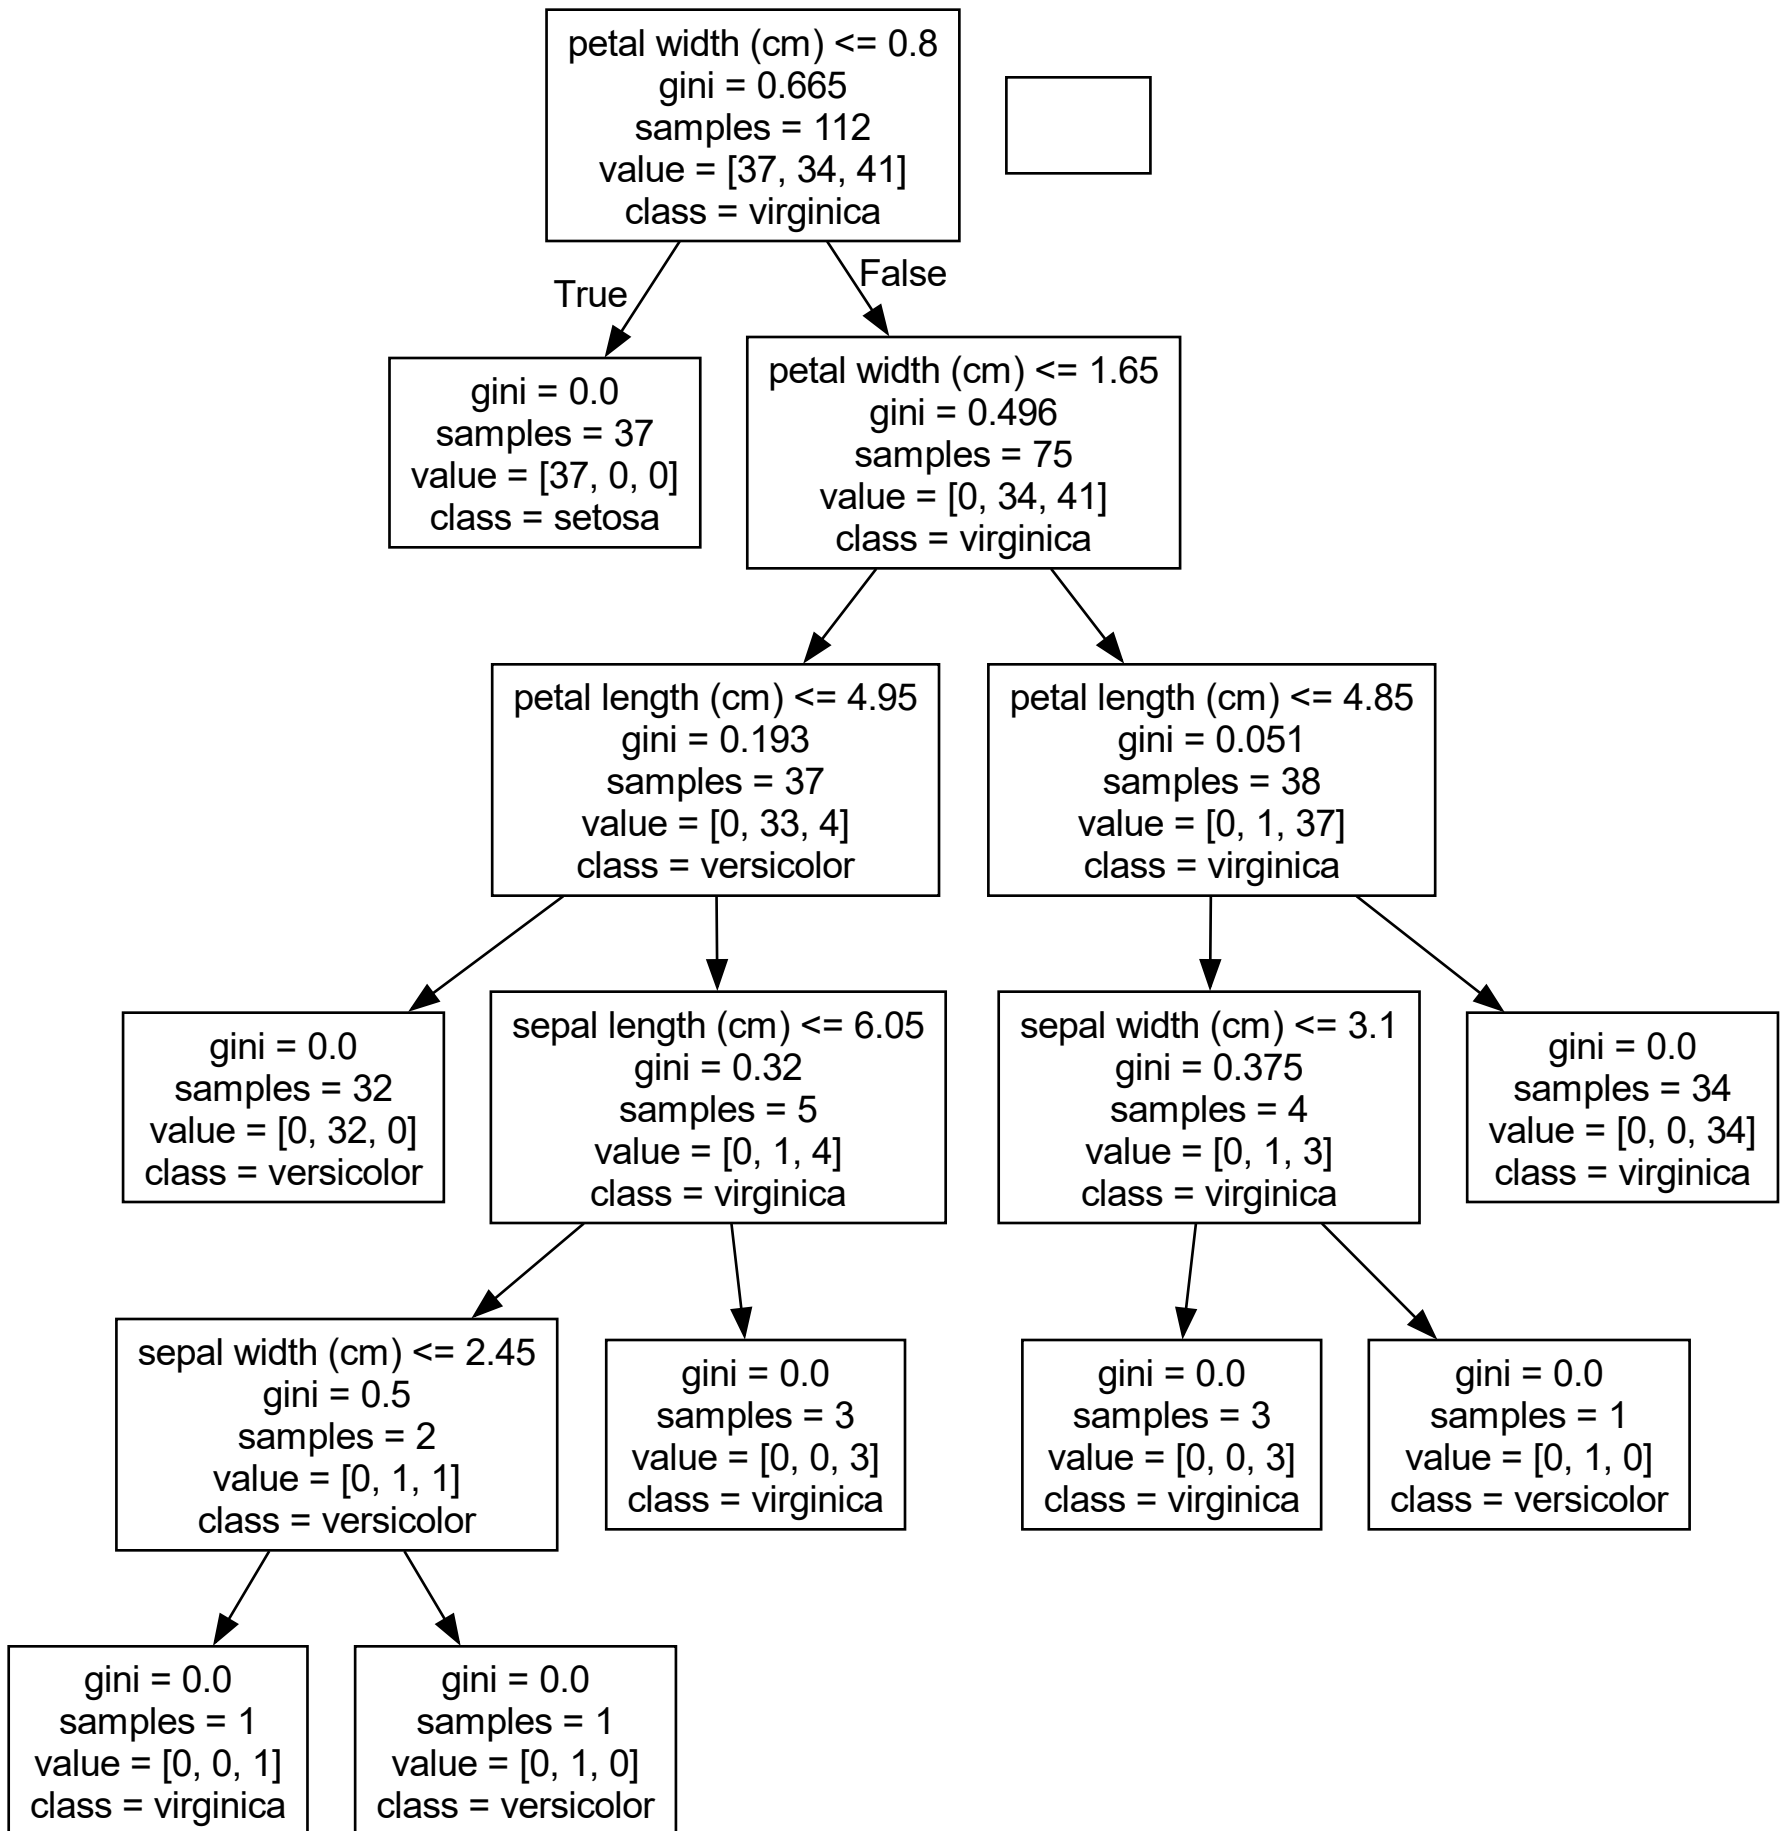 petal width (cm) <= 0.8
gini = 0.665
samples = 112
value = [37, 34, 41]
class = virginica
True
False
gini = 0.0
samples = 37
value = [37, 0, 0]
class = setosa
petal width (cm) <= 1.65
gini = 0.496
samples = 75
value = [0, 34, 41]
class = virginica
petal length (cm) <= 4.95
gini = 0.193
samples = 37
value = [0, 33, 4]
class = versicolor
petal length (cm) <= 4.85
gini = 0.051
samples = 38
value = [0, 1, 37]
class = virginica
gini = 0.0
samples = 32
value = [0, 32, 0]
class = versicolor
sepal length (cm) <= 6.05
gini = 0.32
samples = 5
value = [0, 1, 4]
class = virginica
sepal width (cm) <= 3.1
gini = 0.375
samples = 4
value = [0, 1, 3]
class = virginica
gini = 0.0
samples = 34
value = [0, 0, 34]
class = virginica
sepal width (cm) <= 2.45
gini = 0.5
samples = 2
value = [0, 1, 1]
class = versicolor
gini = 0.0
samples = 3
value = [0, 0, 3]
class = virginica
gini = 0.0
samples = 3
value = [0, 0, 3]
class = virginica
gini = 0.0
samples = 1
value = [0, 1, 0]
class = versicolor
gini = 0.0
samples = 1
value = [0, 0, 1]
class = virginica
gini = 0.0
samples = 1
value = [0, 1, 0]
class = versicolor